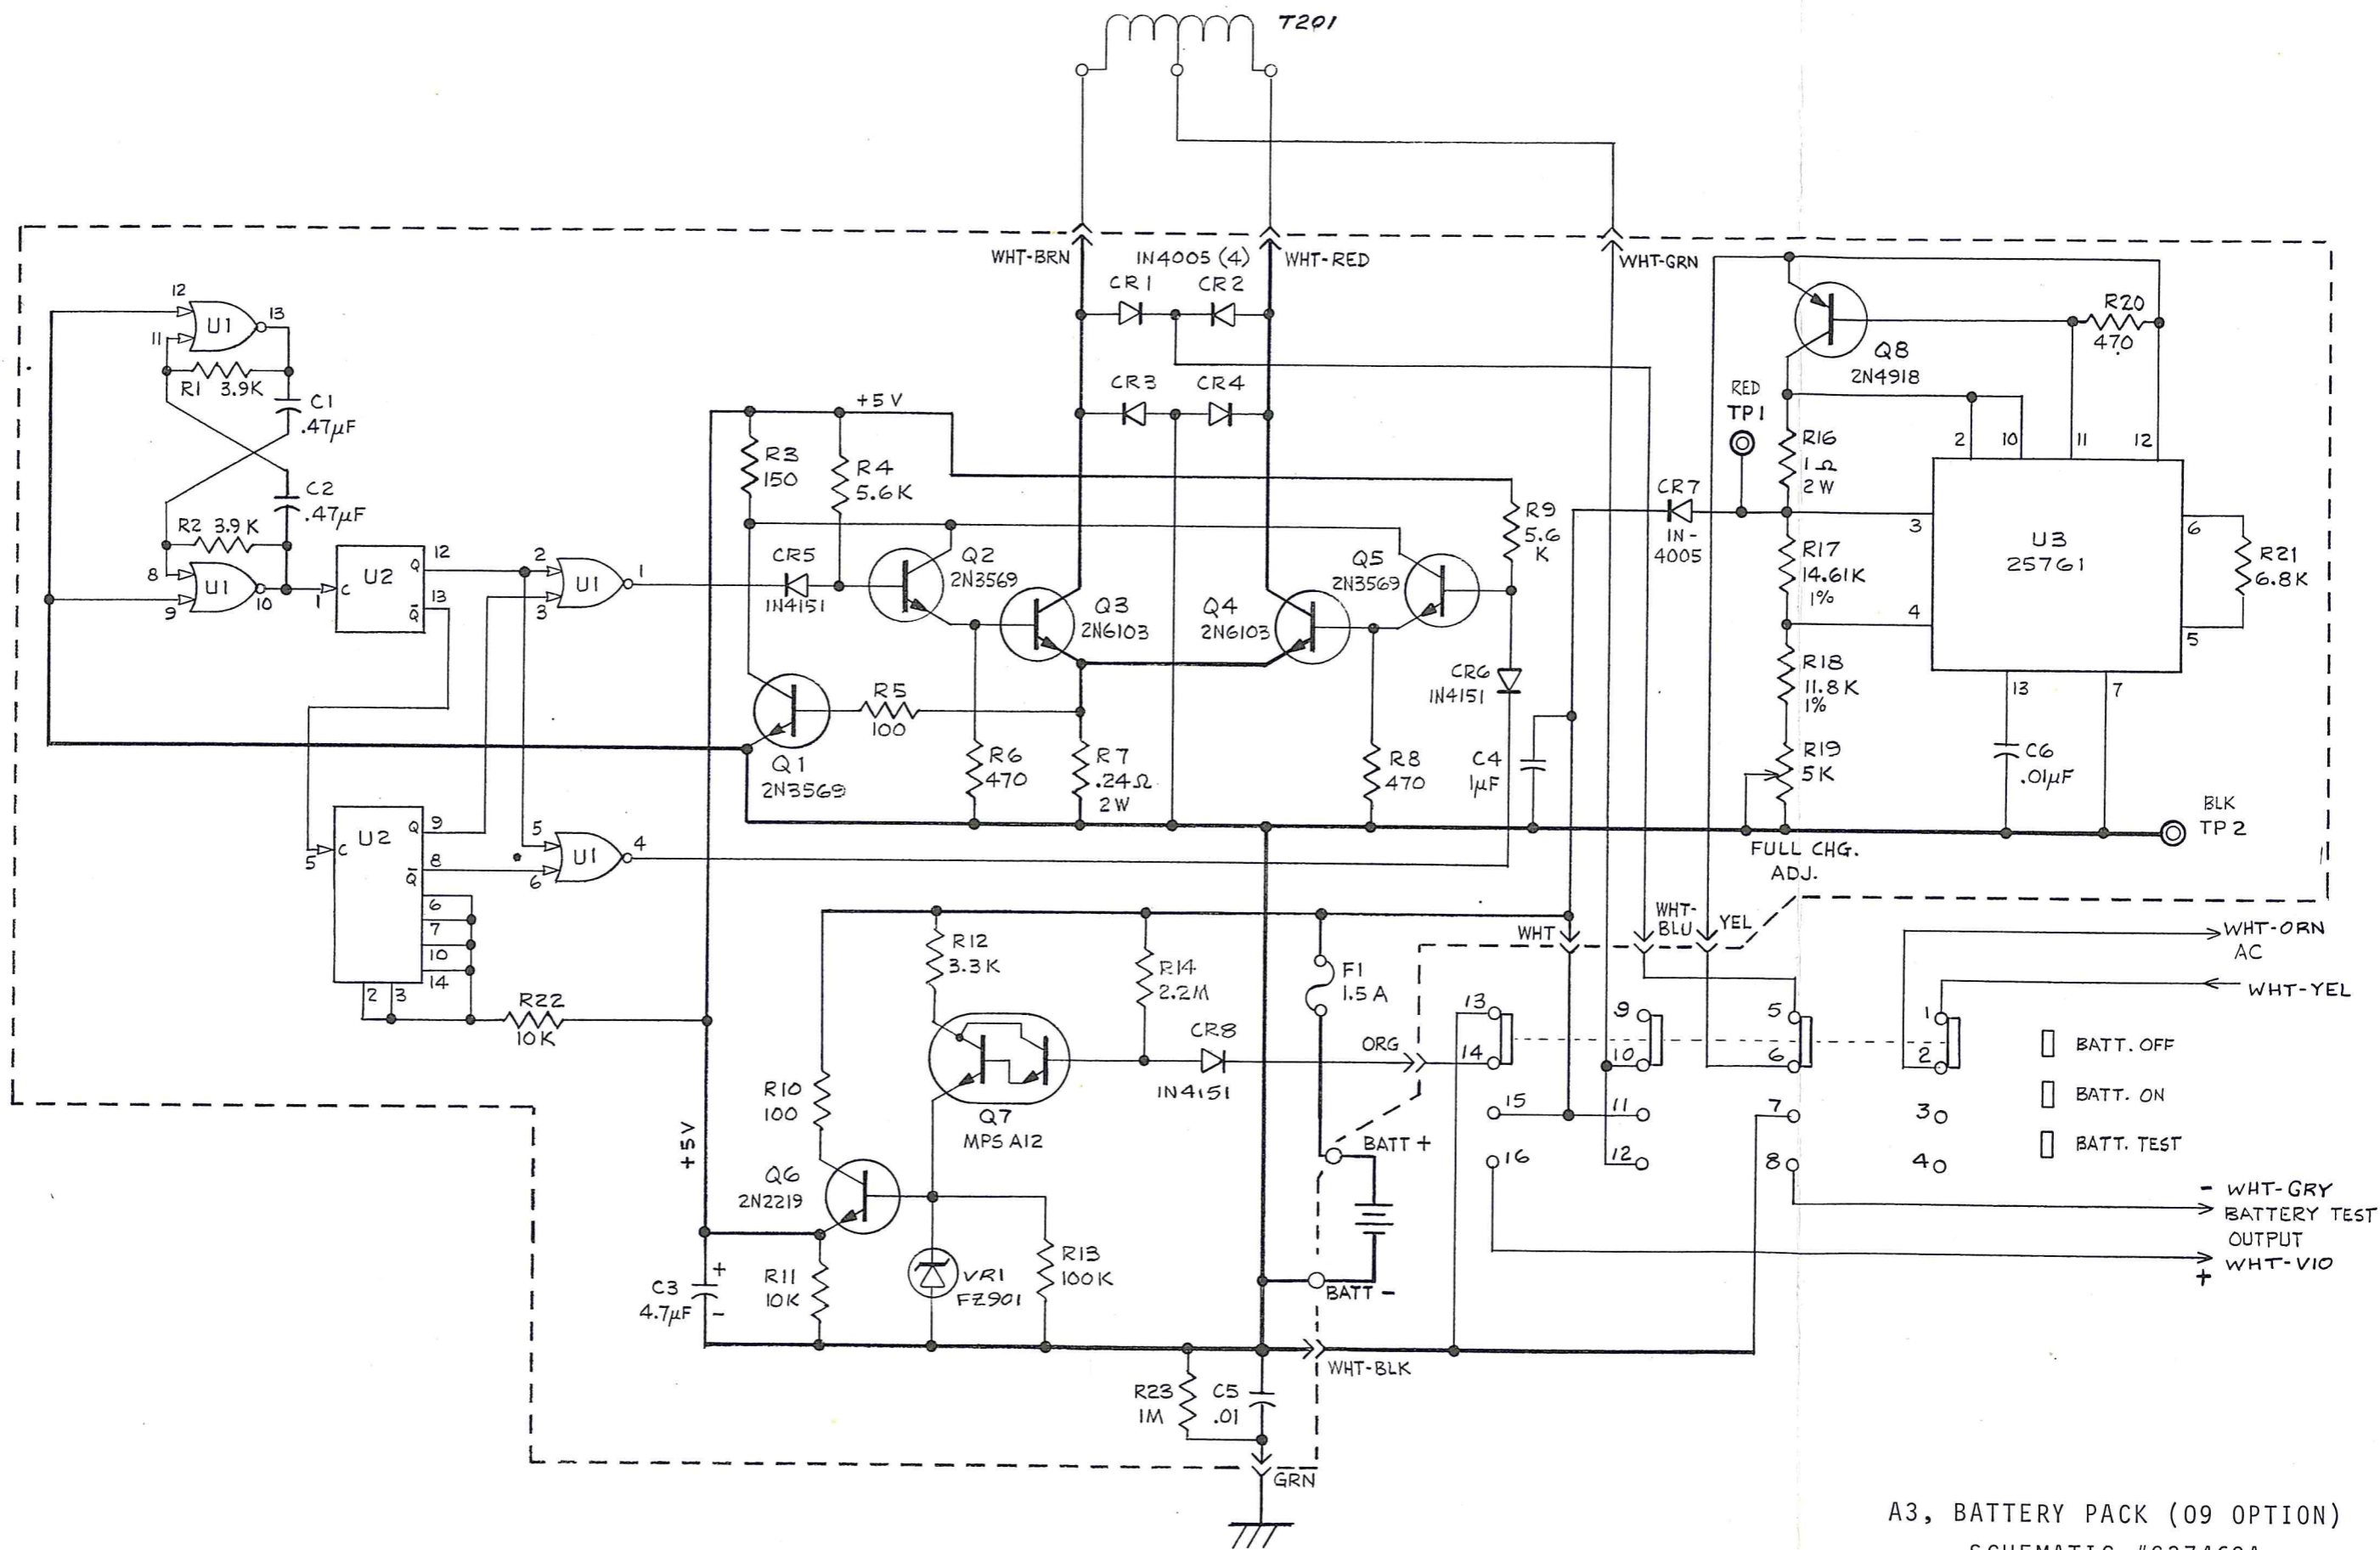 T201
WHT-BRN
1N4005 (4)
WHT-RED
WHT-GRN
CR1
CR2
12
13
U1
11
R1 3.9K
C1
.47µF
C2
.47µF
R2 3.9K
8
U1
9
10
1
C
U2
Q
12
Q̅
13
2
U1
1
3
CR3
CR4
+5V
R3
150
R4
5.6K
CR5
1N4151
Q2
2N3569
Q3
2N6103
Q4
2N6103
Q5
2N3569
R9
5.6
K
CR6
1N4151
R5
100
Q1
2N3569
R6
470
R7
.24Ω
2W
R8
470
C4
1µF
CR7
1N-
4005
RED
TP1
Q8
2N4918
R20
470
R16
1Ω
2W
2
10
11
12
3
U3
25761
6
R21
6.8K
R17
14.61K
1%
4
5
R18
11.8K
1%
13
7
R19
5K
C6
.01µF
BLK
TP2
FULL CHG.
ADJ.
5
C
U2
Q
9
Q̅
8
6
7
10
14
2
3
5
U1
4
6
R22
10K
R12
3.3K
R14
2.2M
F1
1.5A
WHT
WHT-
BLU
YEL
WHT-ORN
AC
WHT-YEL
CR8
1N4151
ORG
Q7
MPS A12
R10
100
+5V
Q6
2N2219
13
14
15
16
9
10
11
12
5
6
7
8
1
2
3
4
BATT. OFF
BATT. ON
BATT. TEST
BATT +
BATT -
- WHT-GRY
BATTERY TEST
OUTPUT
WHT-VIO
+
C3
4.7µF
+
-
R11
10K
VR1
FZ901
R13
100K
WHT-BLK
R23
1M
C5
.01
GRN
A3, BATTERY PACK (09 OPTION)